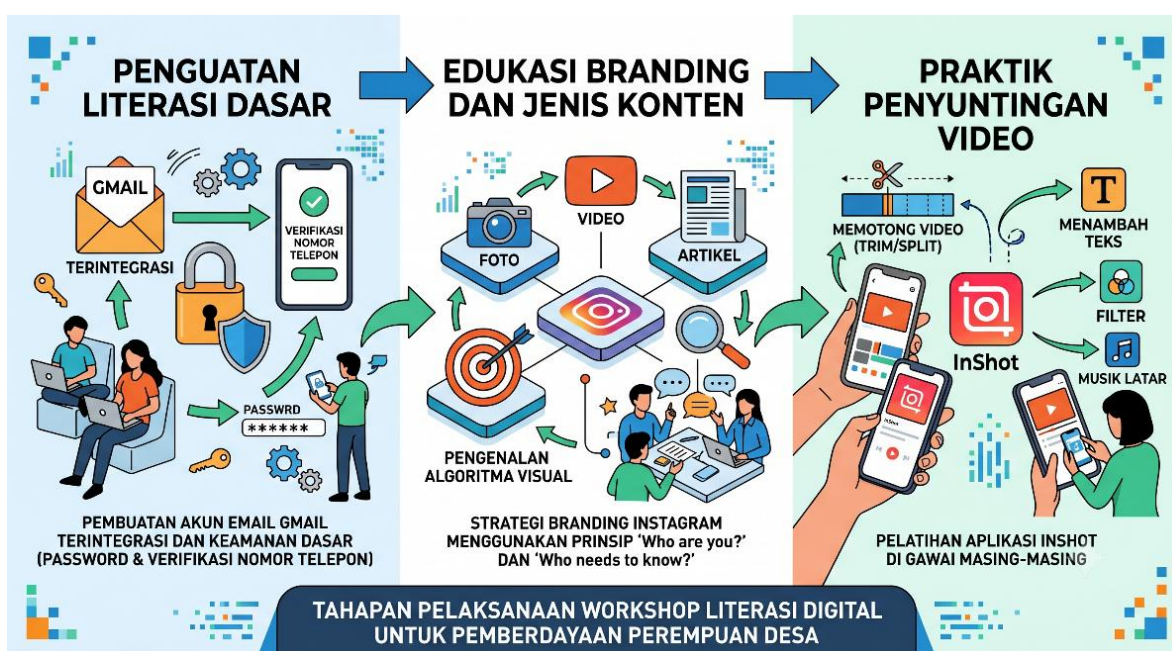 PENGUATAN
LITERASI DASAR
GMAIL
TERINTEGRASI
VERIFIKASI
NOMOR
TELEPON
PASSWRD
******
PEMBUATAN AKUN EMAIL GMAIL
TERINTEGRASI DAN KEAMANAN DASAR
(PASSWORD & VERIFIKASI NOMOR TELEPON)
EDUKASI BRANDING
DAN JENIS KONTEN
FOTO
VIDEO
ARTIKEL
PENGENALAN
ALGORITMA VISUAL
STRATEGI BRANDING INSTAGRAM
MENGGUNAKAN PRINSIP 'Who are you?'
DAN 'Who needs to know?'
PRAKTIK
PENYUNTINGAN
VIDEO
MEMOTONG VIDEO
(TRIM/SPLIT)
T
MENAMBAH
TEKS
FILTER
MUSIK LATAR
InShot
InShot
PELATIHAN APLIKASI INSHOT
DI GAWAI MASING-MASING
TAHAPAN PELAKSANAAN WORKSHOP LITERASI DIGITAL
UNTUK PEMBERDAYAAN PEREMPUAN DESA